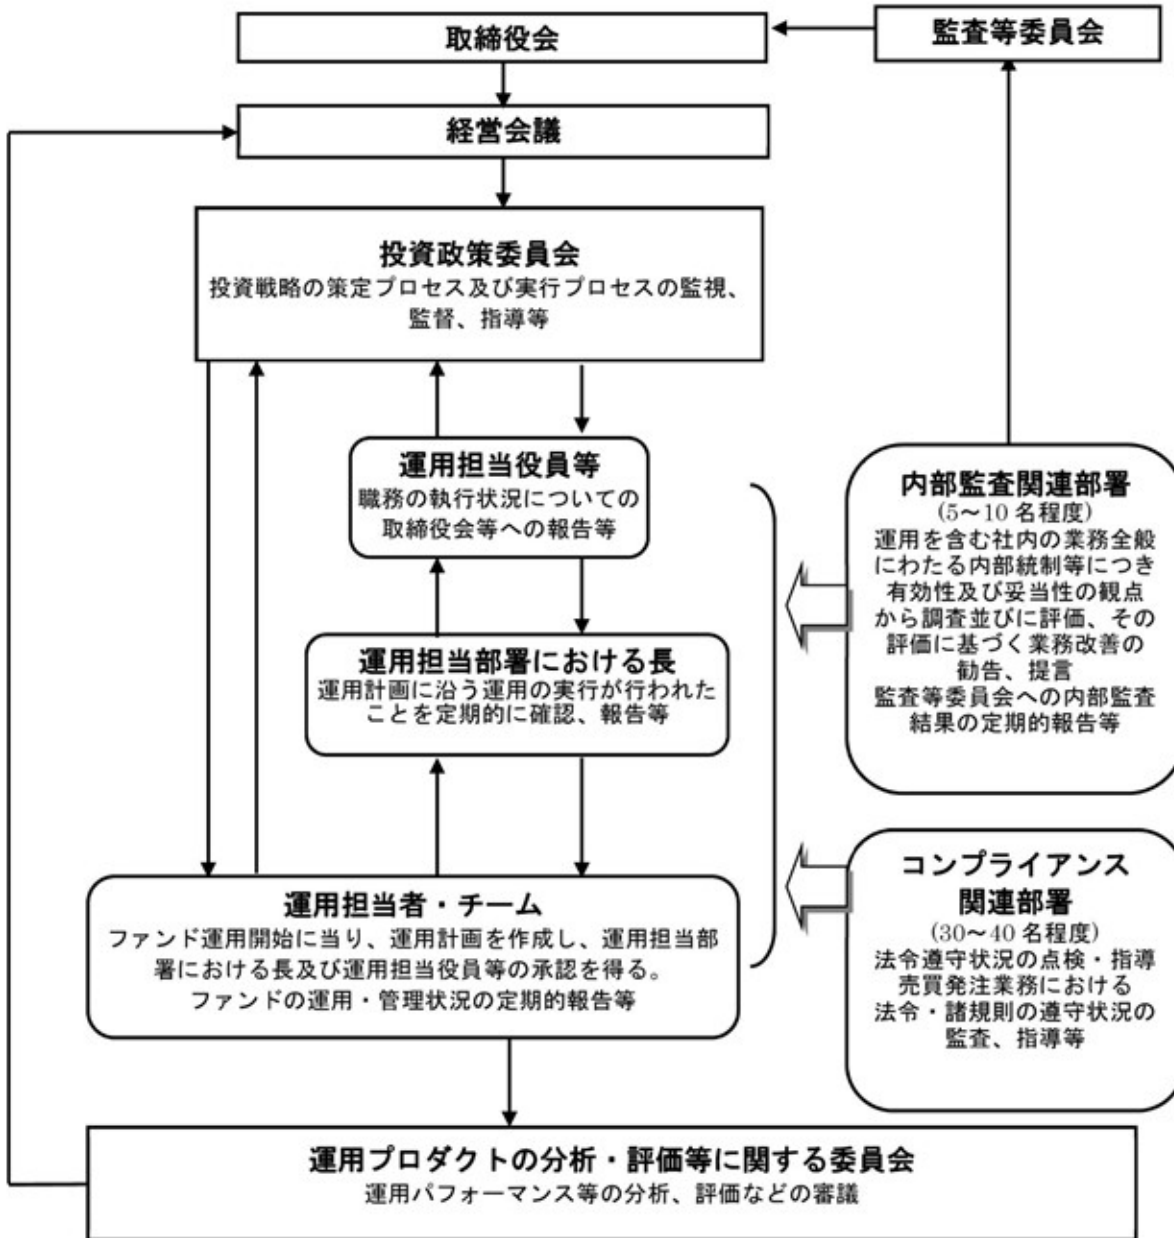 取締役会
監査等委員会
経営会議
投資政策委員会
投資戦略の策定プロセス及び実行プロセスの監視、
監督、指導等
運用担当役員等
職務の執行状況についての
取締役会等への報告等
運用担当部署における長
運用計画に沿う運用の実行が行われた
ことを定期的に確認、報告等
運用担当者・チーム
ファンド運用開始に当り、運用計画を作成し、運用担当部
署における長及び運用担当役員等の承認を得る。
ファンドの運用・管理状況の定期的報告等
内部監査関連部署
(5～10 名程度)
運用を含む社内の業務全般
にわたる内部統制等につき
有効性及び妥当性の観点
から調査並びに評価、その
評価に基づく業務改善の
勧告、提言
監査等委員会への内部監査
結果の定期的報告等
コンプライアンス
関連部署
(30～40 名程度)
法令遵守状況の点検・指導
売買発注業務における
法令・諸規則の遵守状況の
監査、指導等
運用プロダクトの分析・評価等に関する委員会
運用パフォーマンス等の分析、評価などの審議